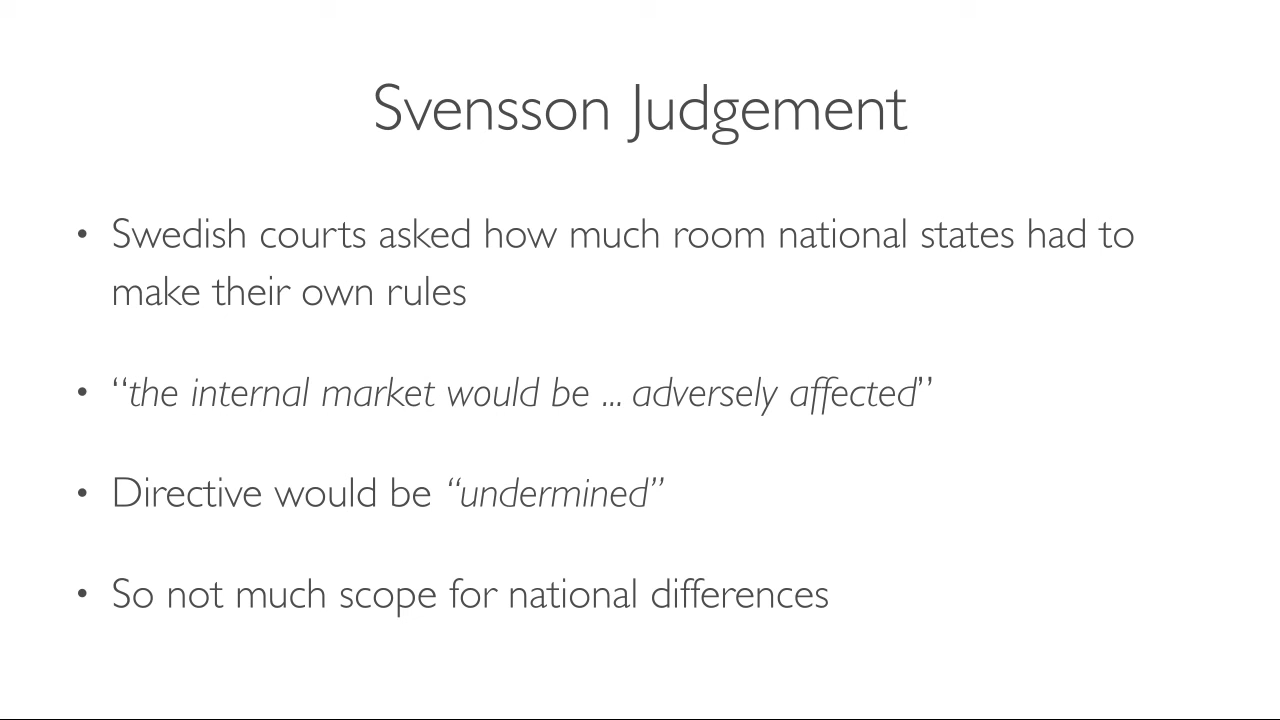 Svensson Judgement
• Swedish courts asked how much room national states had to
make their own rules
• “the internal market would be ... adversely affected”
• Directive would be “undermined”
• So not much scope for national differences